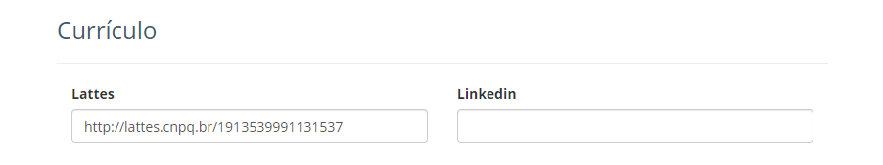 Currículo
Lattes
Linkedin
http://lattes.cnpq.br/1913539991131537